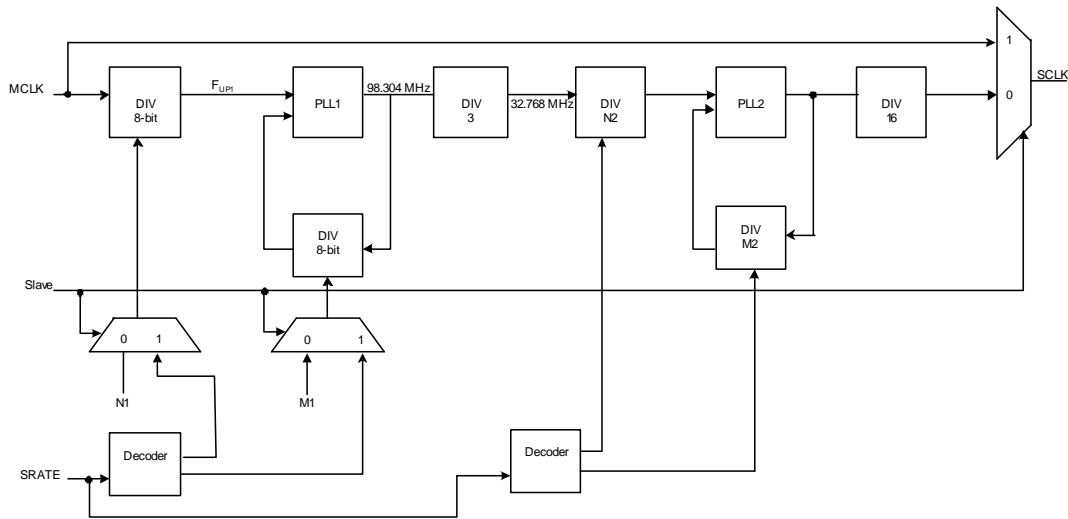 1
MCLK
DIV
8-bit
FUP1
PLL1
98.304 MHz
DIV
3
32.768 MHz
DIV
N2
PLL2
DIV
16
0
SCLK
DIV
8-bit
DIV
M2
Slave
0 1
0 1
N1
M1
Decoder
Decoder
SRATE